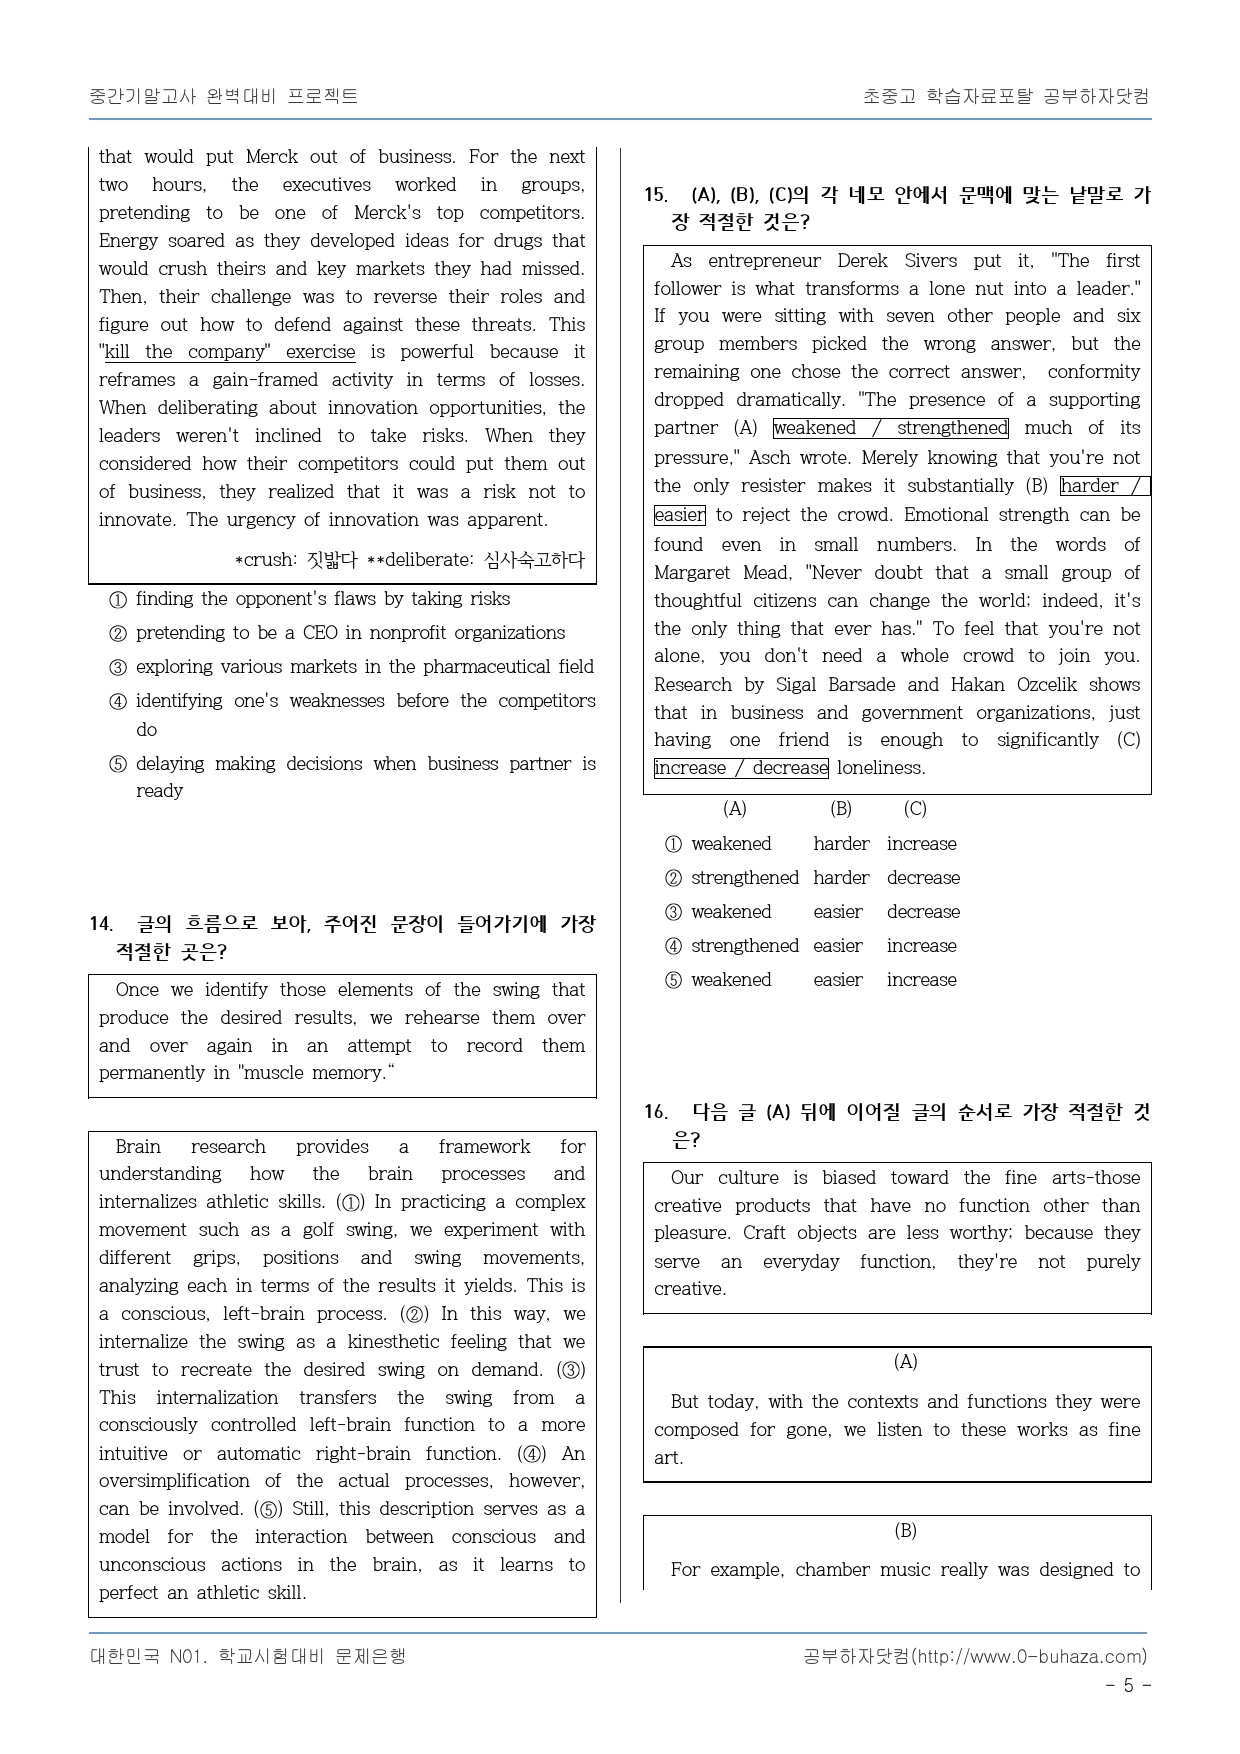 중간기말고사 완벽대비 프로젝트
초중고 학습자료포탈 공부하자닷컴
that would put Merck out of business. For the next
two hours, the executives worked in groups,
pretending to be one of Merck's top competitors.
Energy soared as they developed ideas for drugs that
would crush theirs and key markets they had missed.
Then, their challenge was to reverse their roles and
figure out how to defend against these threats. This
"kill the company" exercise is powerful because it
reframes a gain-framed activity in terms of losses.
When deliberating about innovation opportunities, the
leaders weren't inclined to take risks. When they
considered how their competitors could put them out
of business, they realized that it was a risk not to
innovate. The urgency of innovation was apparent.
*crush: 짓밟다 **deliberate: 심사숙고하다
① finding the opponent's flaws by taking risks
② pretending to be a CEO in nonprofit organizations
③ exploring various markets in the pharmaceutical field
④ identifying one's weaknesses before the competitors
do
⑤ delaying making decisions when business partner is
ready
14. 글의 흐름으로 보아, 주어진 문장이 들어가기에 가장
적절한 곳은?
Once we identify those elements of the swing that
produce the desired results, we rehearse them over
and over again in an attempt to record them
permanently in "muscle memory.“
Brain research provides a framework for
understanding how the brain processes and
internalizes athletic skills. (①) In practicing a complex
movement such as a golf swing, we experiment with
different grips, positions and swing movements,
analyzing each in terms of the results it yields. This is
a conscious, left-brain process. (②) In this way, we
internalize the swing as a kinesthetic feeling that we
trust to recreate the desired swing on demand. (③)
This internalization transfers the swing from a
consciously controlled left-brain function to a more
intuitive or automatic right-brain function. (④) An
oversimplification of the actual processes, however,
can be involved. (⑤) Still, this description serves as a
model for the interaction between conscious and
unconscious actions in the brain, as it learns to
perfect an athletic skill.
15. (A), (B), (C)의 각 네모 안에서 문맥에 맞는 낱말로 가
장 적절한 것은?
As entrepreneur Derek Sivers put it, "The first
follower is what transforms a lone nut into a leader."
If you were sitting with seven other people and six
group members picked the wrong answer, but the
remaining one chose the correct answer, conformity
dropped dramatically. "The presence of a supporting
partner (A) weakened / strengthened much of its
pressure," Asch wrote. Merely knowing that you're not
the only resister makes it substantially (B) harder /
easier to reject the crowd. Emotional strength can be
found even in small numbers. In the words of
Margaret Mead, "Never doubt that a small group of
thoughtful citizens can change the world; indeed, it's
the only thing that ever has." To feel that you're not
alone, you don't need a whole crowd to join you.
Research by Sigal Barsade and Hakan Ozcelik shows
that in business and government organizations, just
having one friend is enough to significantly (C)
increase / decrease loneliness.
(A) (B) (C)
① weakened harder increase
② strengthened harder decrease
③ weakened easier decrease
④ strengthened easier increase
⑤ weakened easier increase
16. 다음 글 (A) 뒤에 이어질 글의 순서로 가장 적절한 것
은?
Our culture is biased toward the fine arts-those
creative products that have no function other than
pleasure. Craft objects are less worthy; because they
serve an everyday function, they're not purely
creative.
(A)
But today, with the contexts and functions they were
composed for gone, we listen to these works as fine
art.
(B)
For example, chamber music really was designed to
대한민국 N01. 학교시험대비 문제은행
공부하자닷컴(http://www.0-buhaza.com)
- 5 -